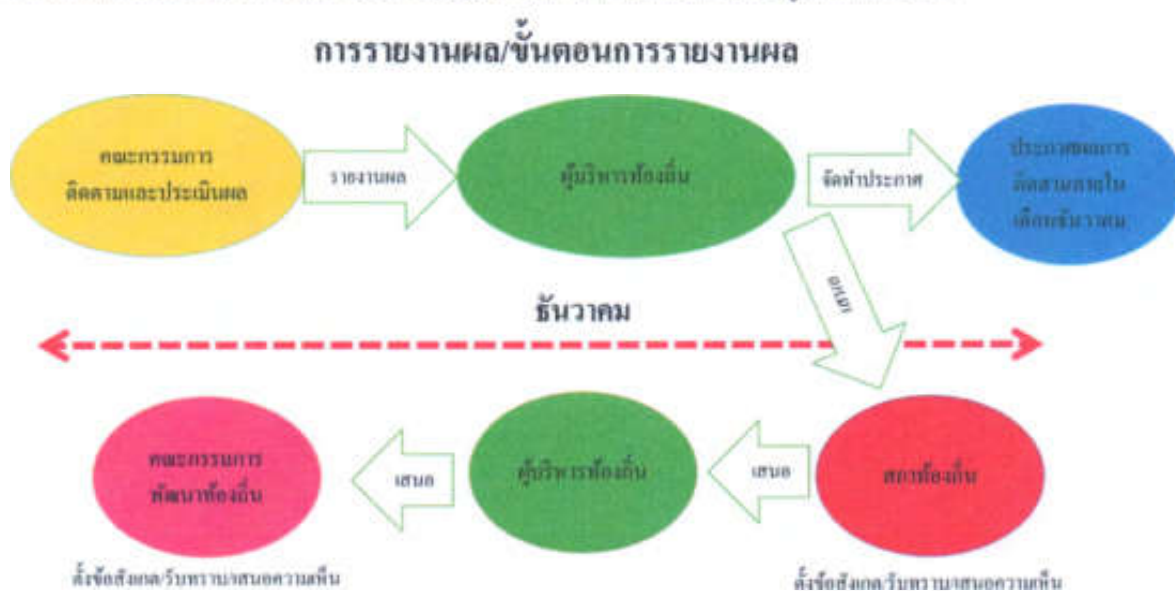 การรายงานผล/ขั้นตอนการรายงานผล
คณะกรรมการ
ติดตามและประเมินผล
รายงานผล
ผู้บริหารท้องถิ่น
จัดทำประกาศ
ประกาศผลการ
ติดตามภายใน
เดือนธันวาคม
เสนอ
ธันวาคม
คณะกรรมการ
พัฒนาท้องถิ่น
เสนอ
ผู้บริหารท้องถิ่น
เสนอ
สภาท้องถิ่น
ตั้งข้อสังเกต/รับทราบ/เสนอความเห็น
ตั้งข้อสังเกต/รับทราบ/เสนอความเห็น